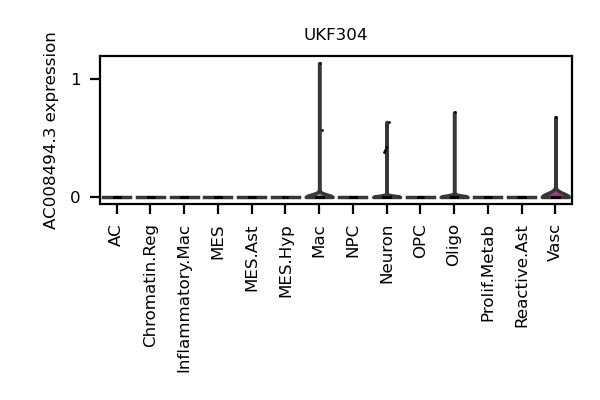 UKF304
AC008494.3 expression
1
0
AC
Chromatin.Reg
Inflammatory.Mac
MES
MES.Ast
MES.Hyp
Mac
NPC
Neuron
OPC
Oligo
Prolif.Metab
Reactive.Ast
Vasc